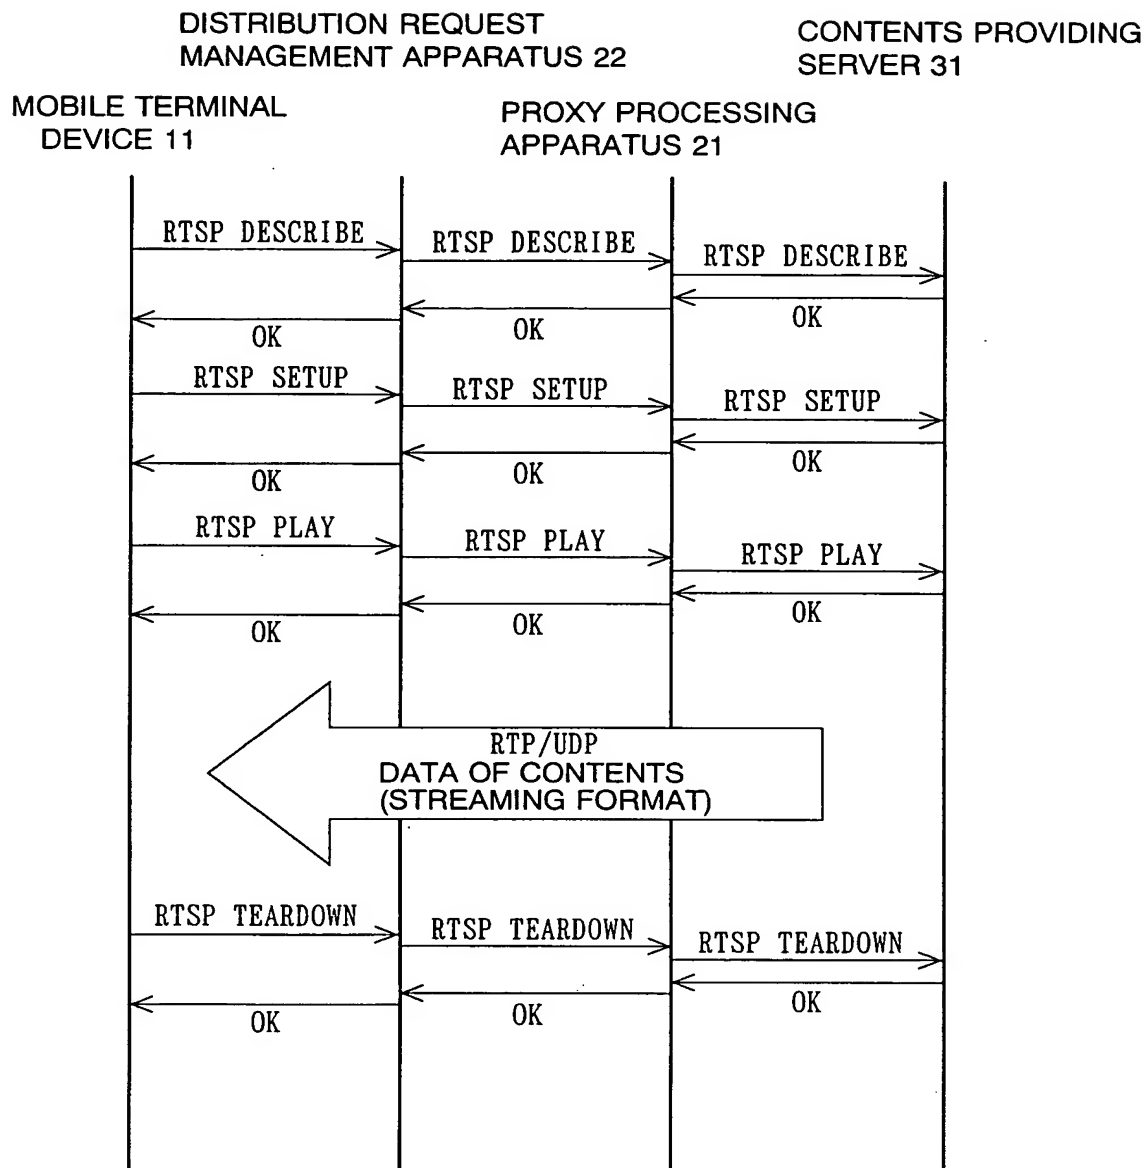 DISTRIBUTION REQUEST
MANAGEMENT APPARATUS 22
CONTENTS PROVIDING
SERVER 31
MOBILE TERMINAL
DEVICE 11
PROXY PROCESSING
APPARATUS 21
RTSP DESCRIBE
RTSP DESCRIBE
RTSP DESCRIBE
OK
OK
OK
RTSP SETUP
RTSP SETUP
RTSP SETUP
OK
OK
OK
RTSP PLAY
RTSP PLAY
RTSP PLAY
OK
OK
OK
RTP/UDP
DATA OF CONTENTS
(STREAMING FORMAT)
RTSP TEARDOWN
RTSP TEARDOWN
RTSP TEARDOWN
OK
OK
OK